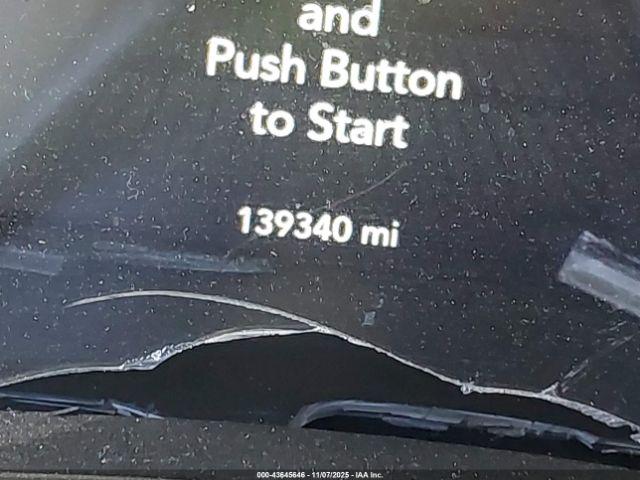 and
Push Button
to Start
139340 mi
000-43645646 - 11/07/2025 - IAA Inc.